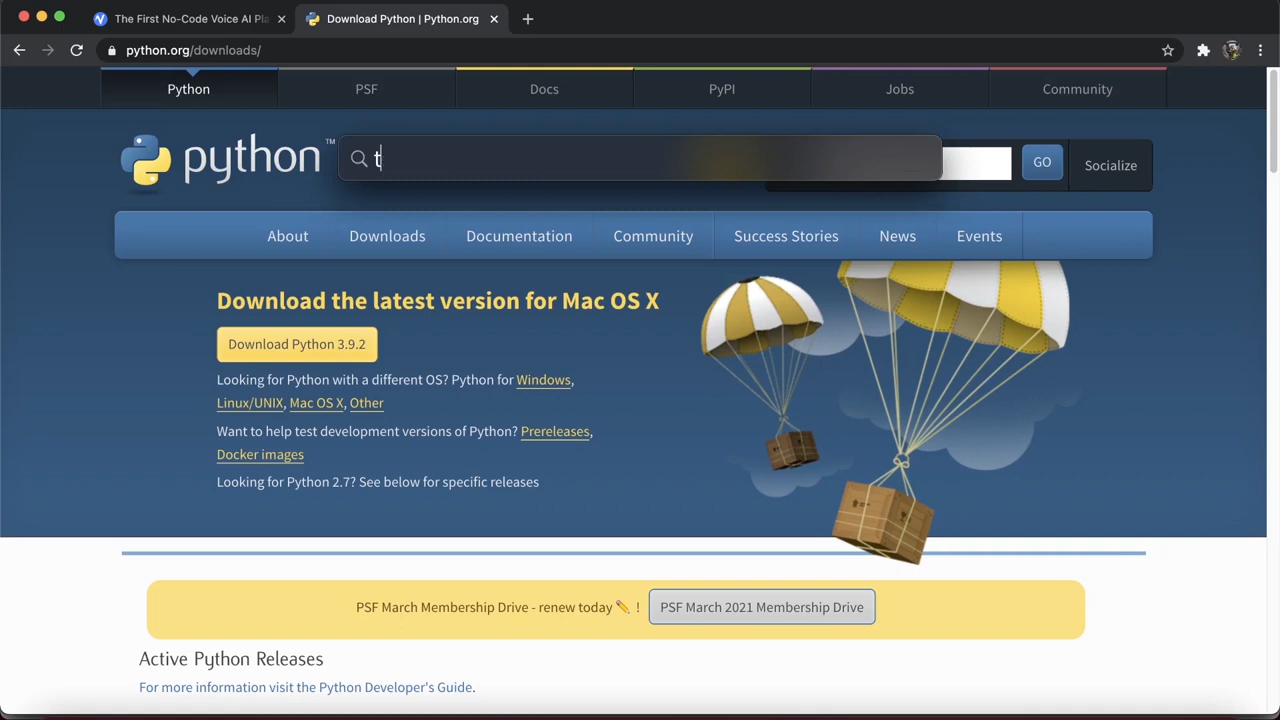 The First No-Code Voice AI Pla
Download Python | Python.org
python.org/downloads/
Python
PSF
Docs
PyPI
Jobs
Community
python™
t
GO
Socialize
About
Downloads
Documentation
Community
Success Stories
News
Events
Download the latest version for Mac OS X
Download Python 3.9.2
Looking for Python with a different OS? Python for Windows,
Linux/UNIX, Mac OS X, Other
Want to help test development versions of Python? Prereleases,
Docker images
Looking for Python 2.7? See below for specific releases
PSF March Membership Drive - renew today ✏️ !
PSF March 2021 Membership Drive
Active Python Releases
For more information visit the Python Developer's Guide.